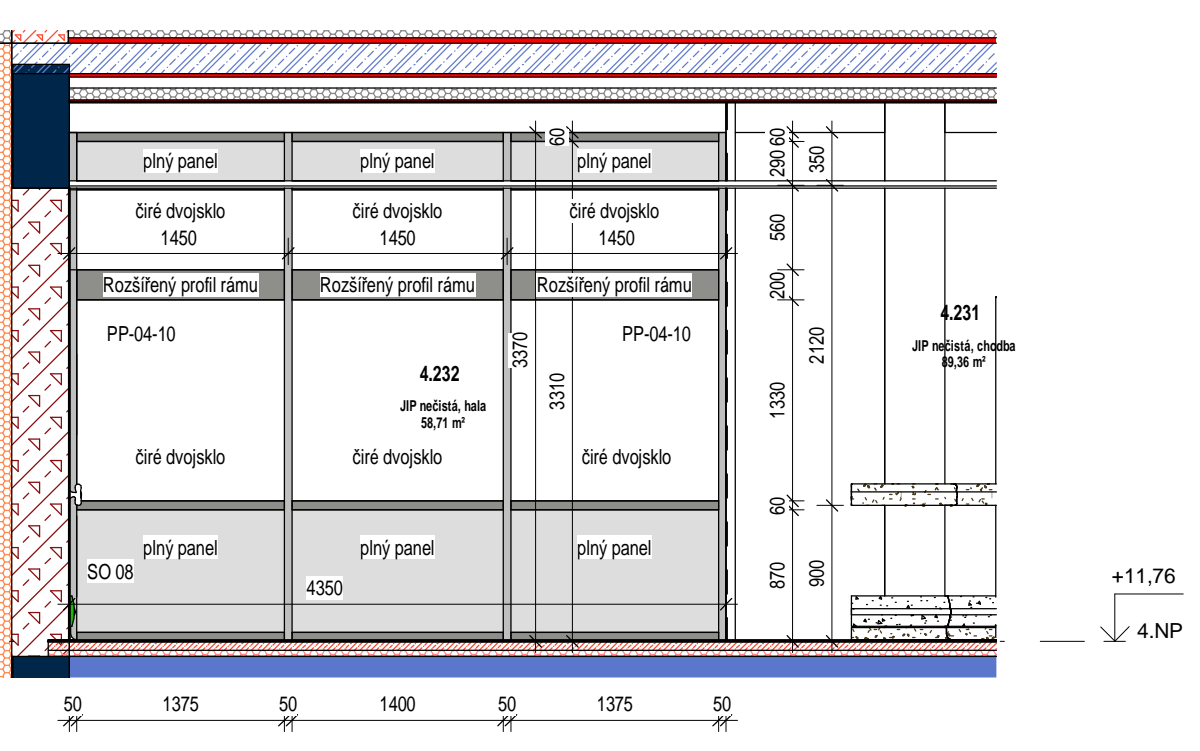 60
60
plný panel
plný panel
plný panel
290
350
čiré dvojsklo
čiré dvojsklo
čiré dvojsklo
1450
1450
1450
560
Rozšířený profil rámu
Rozšířený profil rámu
Rozšířený profil rámu
200
PP-04-10
PP-04-10
3370
3310
2120
1330
4.232
JIP nečistá, hala
58,71 m²
4.231
JIP nečistá, chodba
89,36 m²
čiré dvojsklo
čiré dvojsklo
čiré dvojsklo
60
plný panel
plný panel
plný panel
870
900
SO 08
4350
+11,76
4.NP
50
1375
50
1400
50
1375
50